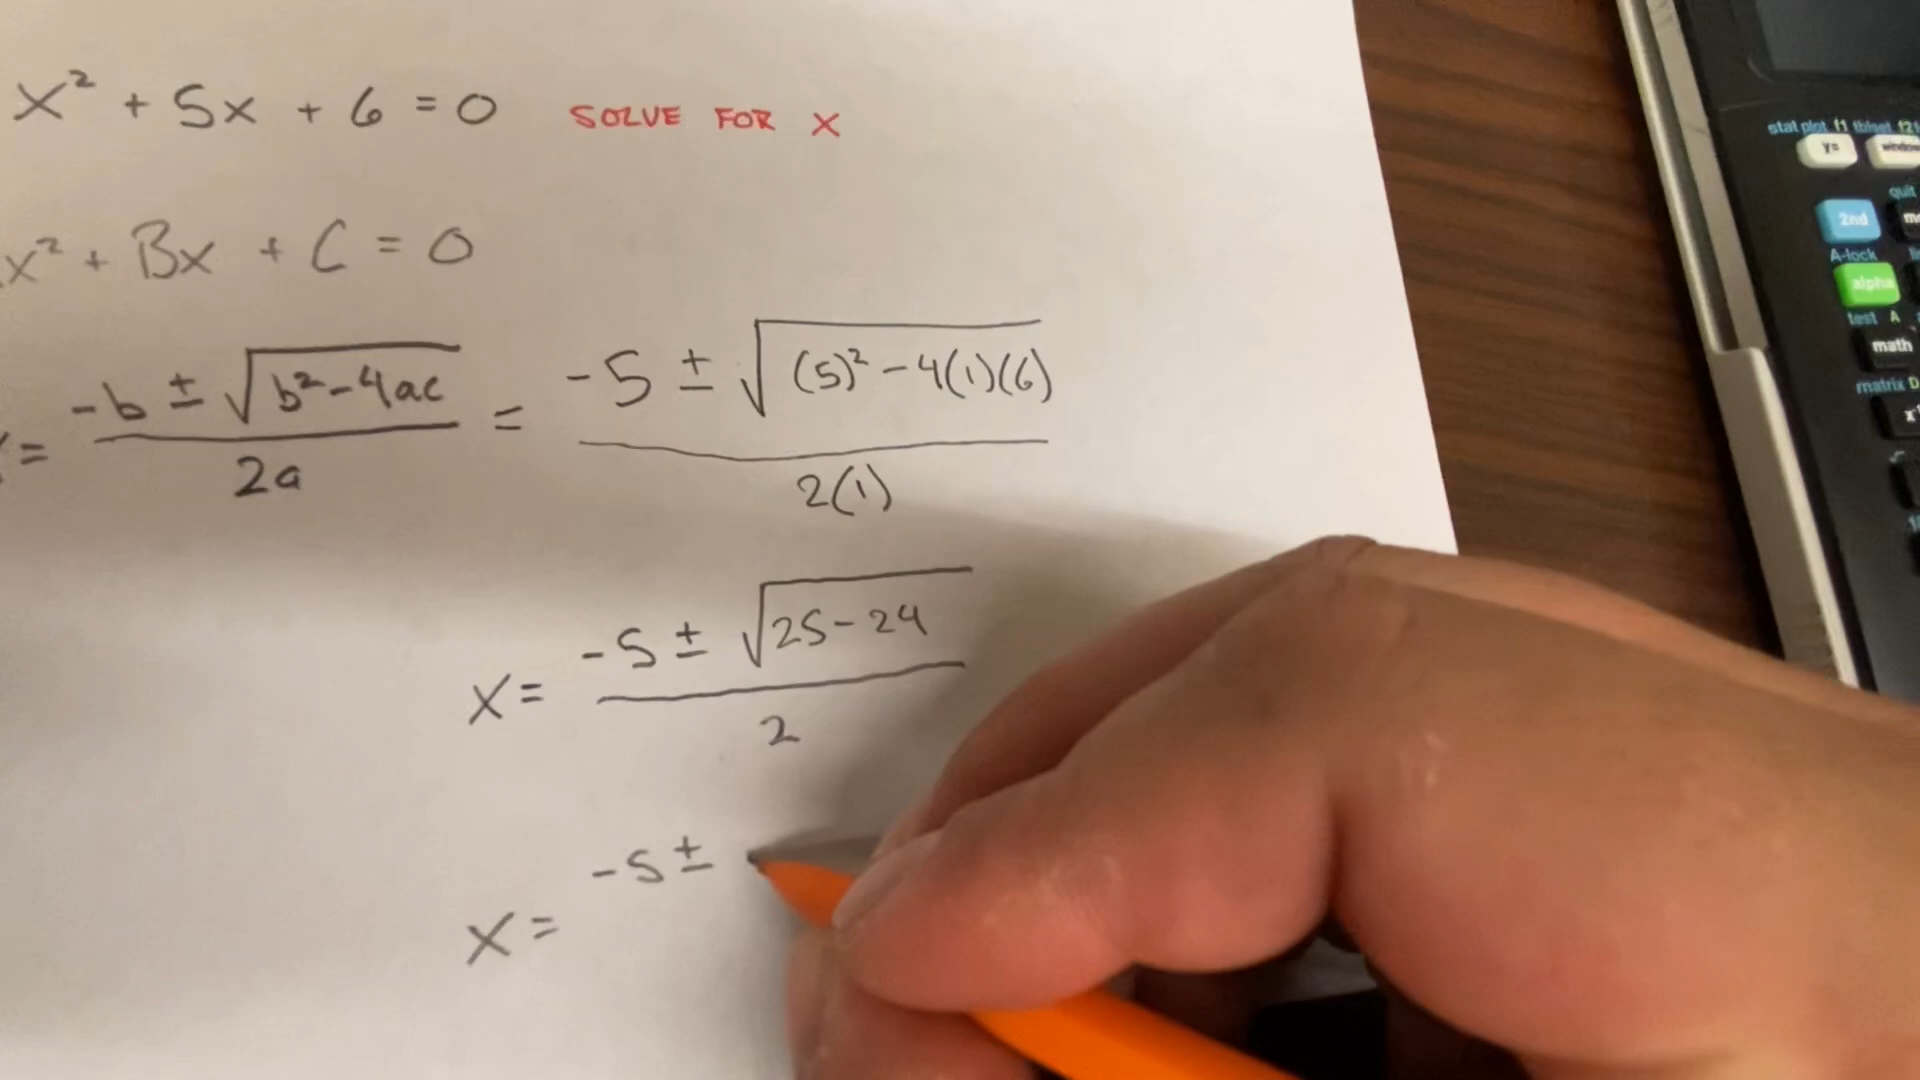 x² + 5x + 6 = 0 SOLVE FOR X
x² + Bx + C = 0
= -b ± √b²-4ac / 2a = -5 ± √(5)²-4(1)(6) / 2(1)
x = -5 ± √25-24 / 2
x = -5 ±
stat plot f1 tblset f2
y= window
quit
2nd
A-lock
alpha
test A
math
matrix D